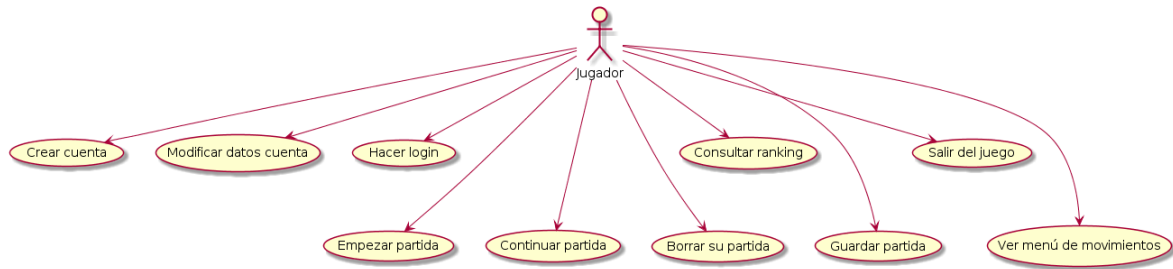 Jugador
Crear cuenta
Modificar datos cuenta
Hacer login
Consultar ranking
Salir del juego
Empezar partida
Continuar partida
Borrar su partida
Guardar partida
Ver menú de movimientos